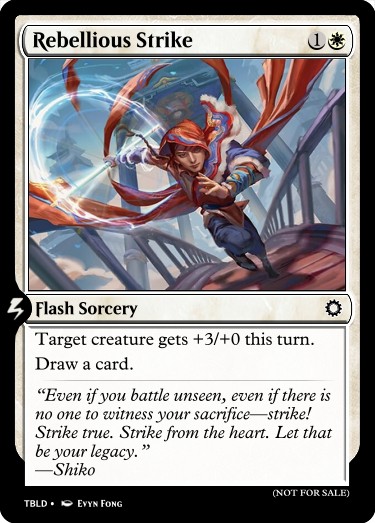 Rebellious Strike 1
Flash Sorcery
Target creature gets +3/+0 this turn.
Draw a card.
“Even if you battle unseen, even if there is
no one to witness your sacrifice—strike!
Strike true. Strike from the heart. Let that
be your legacy.”
—Shiko
TBLD • Evyn Fong
(NOT FOR SALE)